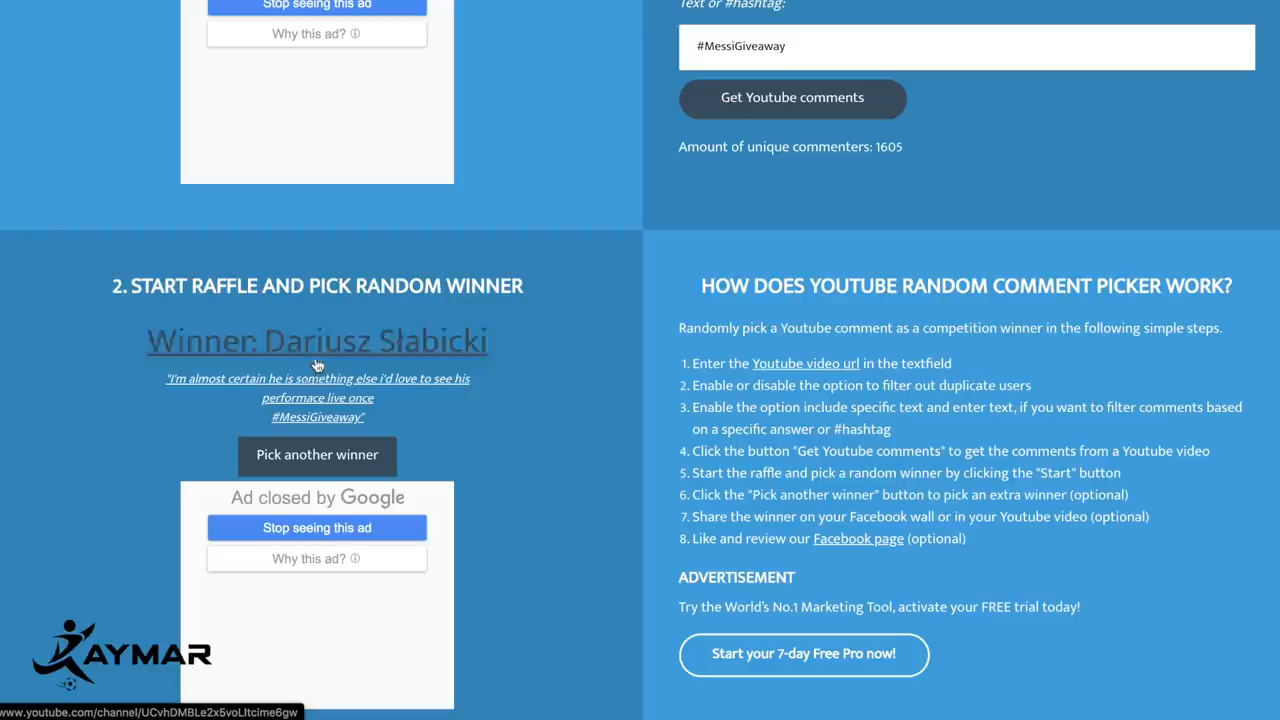 Stop seeing this ad
Why this ad?
Text or #hashtag:
#MessiGiveaway
Get Youtube comments
Amount of unique commenters: 1605
2. START RAFFLE AND PICK RANDOM WINNER
Winner: Dariusz Słabicki
"I'm almost certain he is something else i'd love to see his
performace live once
#MessiGiveaway"
Pick another winner
Ad closed by Google
Stop seeing this ad
Why this ad?
AYMAR
www.youtube.com/channel/UCvhDMBLe2x5voLItcime6gw
HOW DOES YOUTUBE RANDOM COMMENT PICKER WORK?
Randomly pick a Youtube comment as a competition winner in the following simple steps.
1. Enter the Youtube video url in the textfield
2. Enable or disable the option to filter out duplicate users
3. Enable the option include specific text and enter text, if you want to filter comments based
on a specific answer or #hashtag
4. Click the button "Get Youtube comments" to get the comments from a Youtube video
5. Start the raffle and pick a random winner by clicking the "Start" button
6. Click the "Pick another winner" button to pick an extra winner (optional)
7. Share the winner on your Facebook wall or in your Youtube video (optional)
8. Like and review our Facebook page (optional)
ADVERTISEMENT
Try the World's No.1 Marketing Tool, activate your FREE trial today!
Start your 7-day Free Pro now!